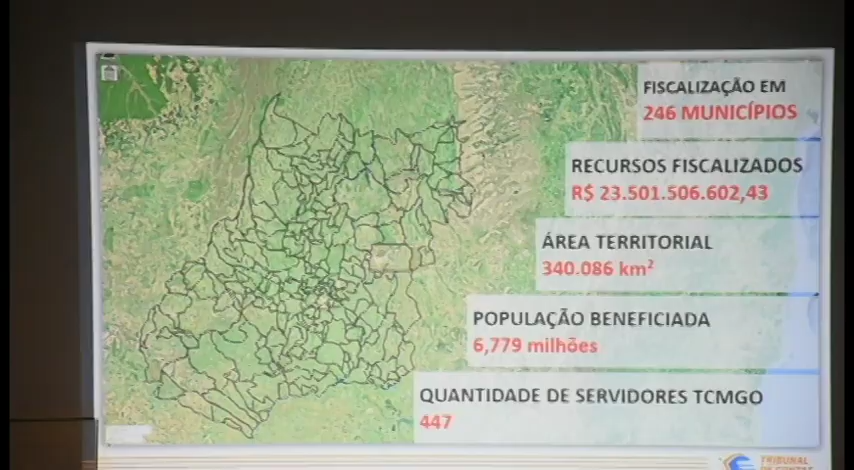 FISCALIZAÇÃO EM
246 MUNICÍPIOS
RECURSOS FISCALIZADOS
R$ 23.501.506.602,43
ÁREA TERRITORIAL
340.086 km²
POPULAÇÃO BENEFICIADA
6,779 milhões
QUANTIDADE DE SERVIDORES TCMGO
447
TRIBUNAL